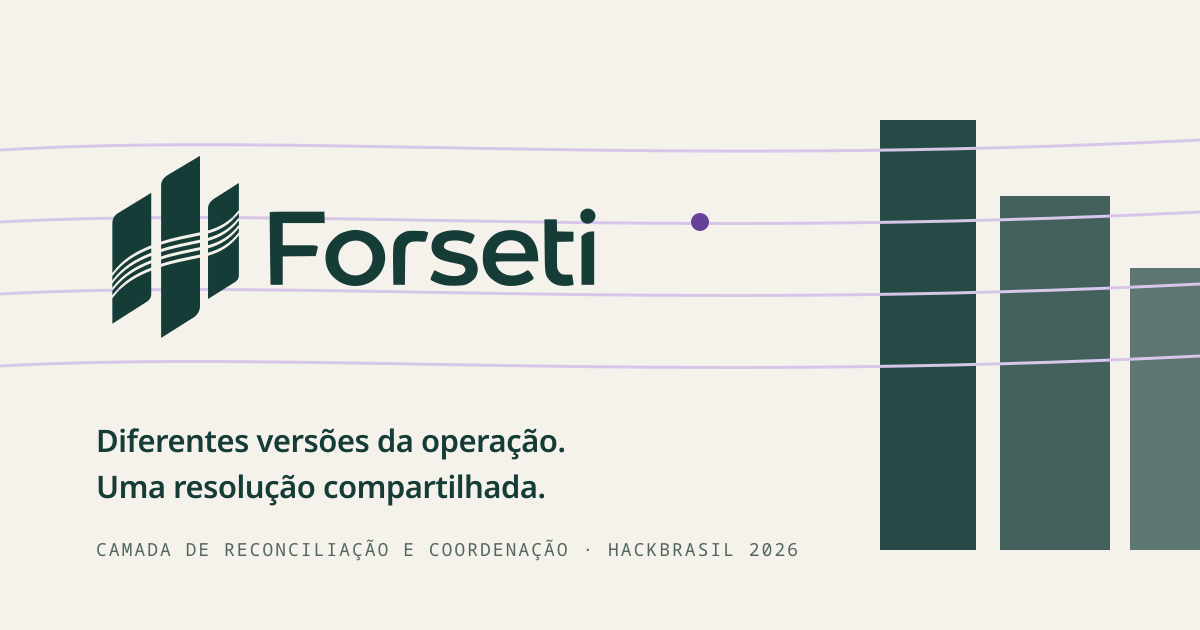 Forseti
Diferentes versões da operação.
Uma resolução compartilhada.
CAMADA DE RECONCILIAÇÃO E COORDENAÇÃO · HACKBRASIL 2026